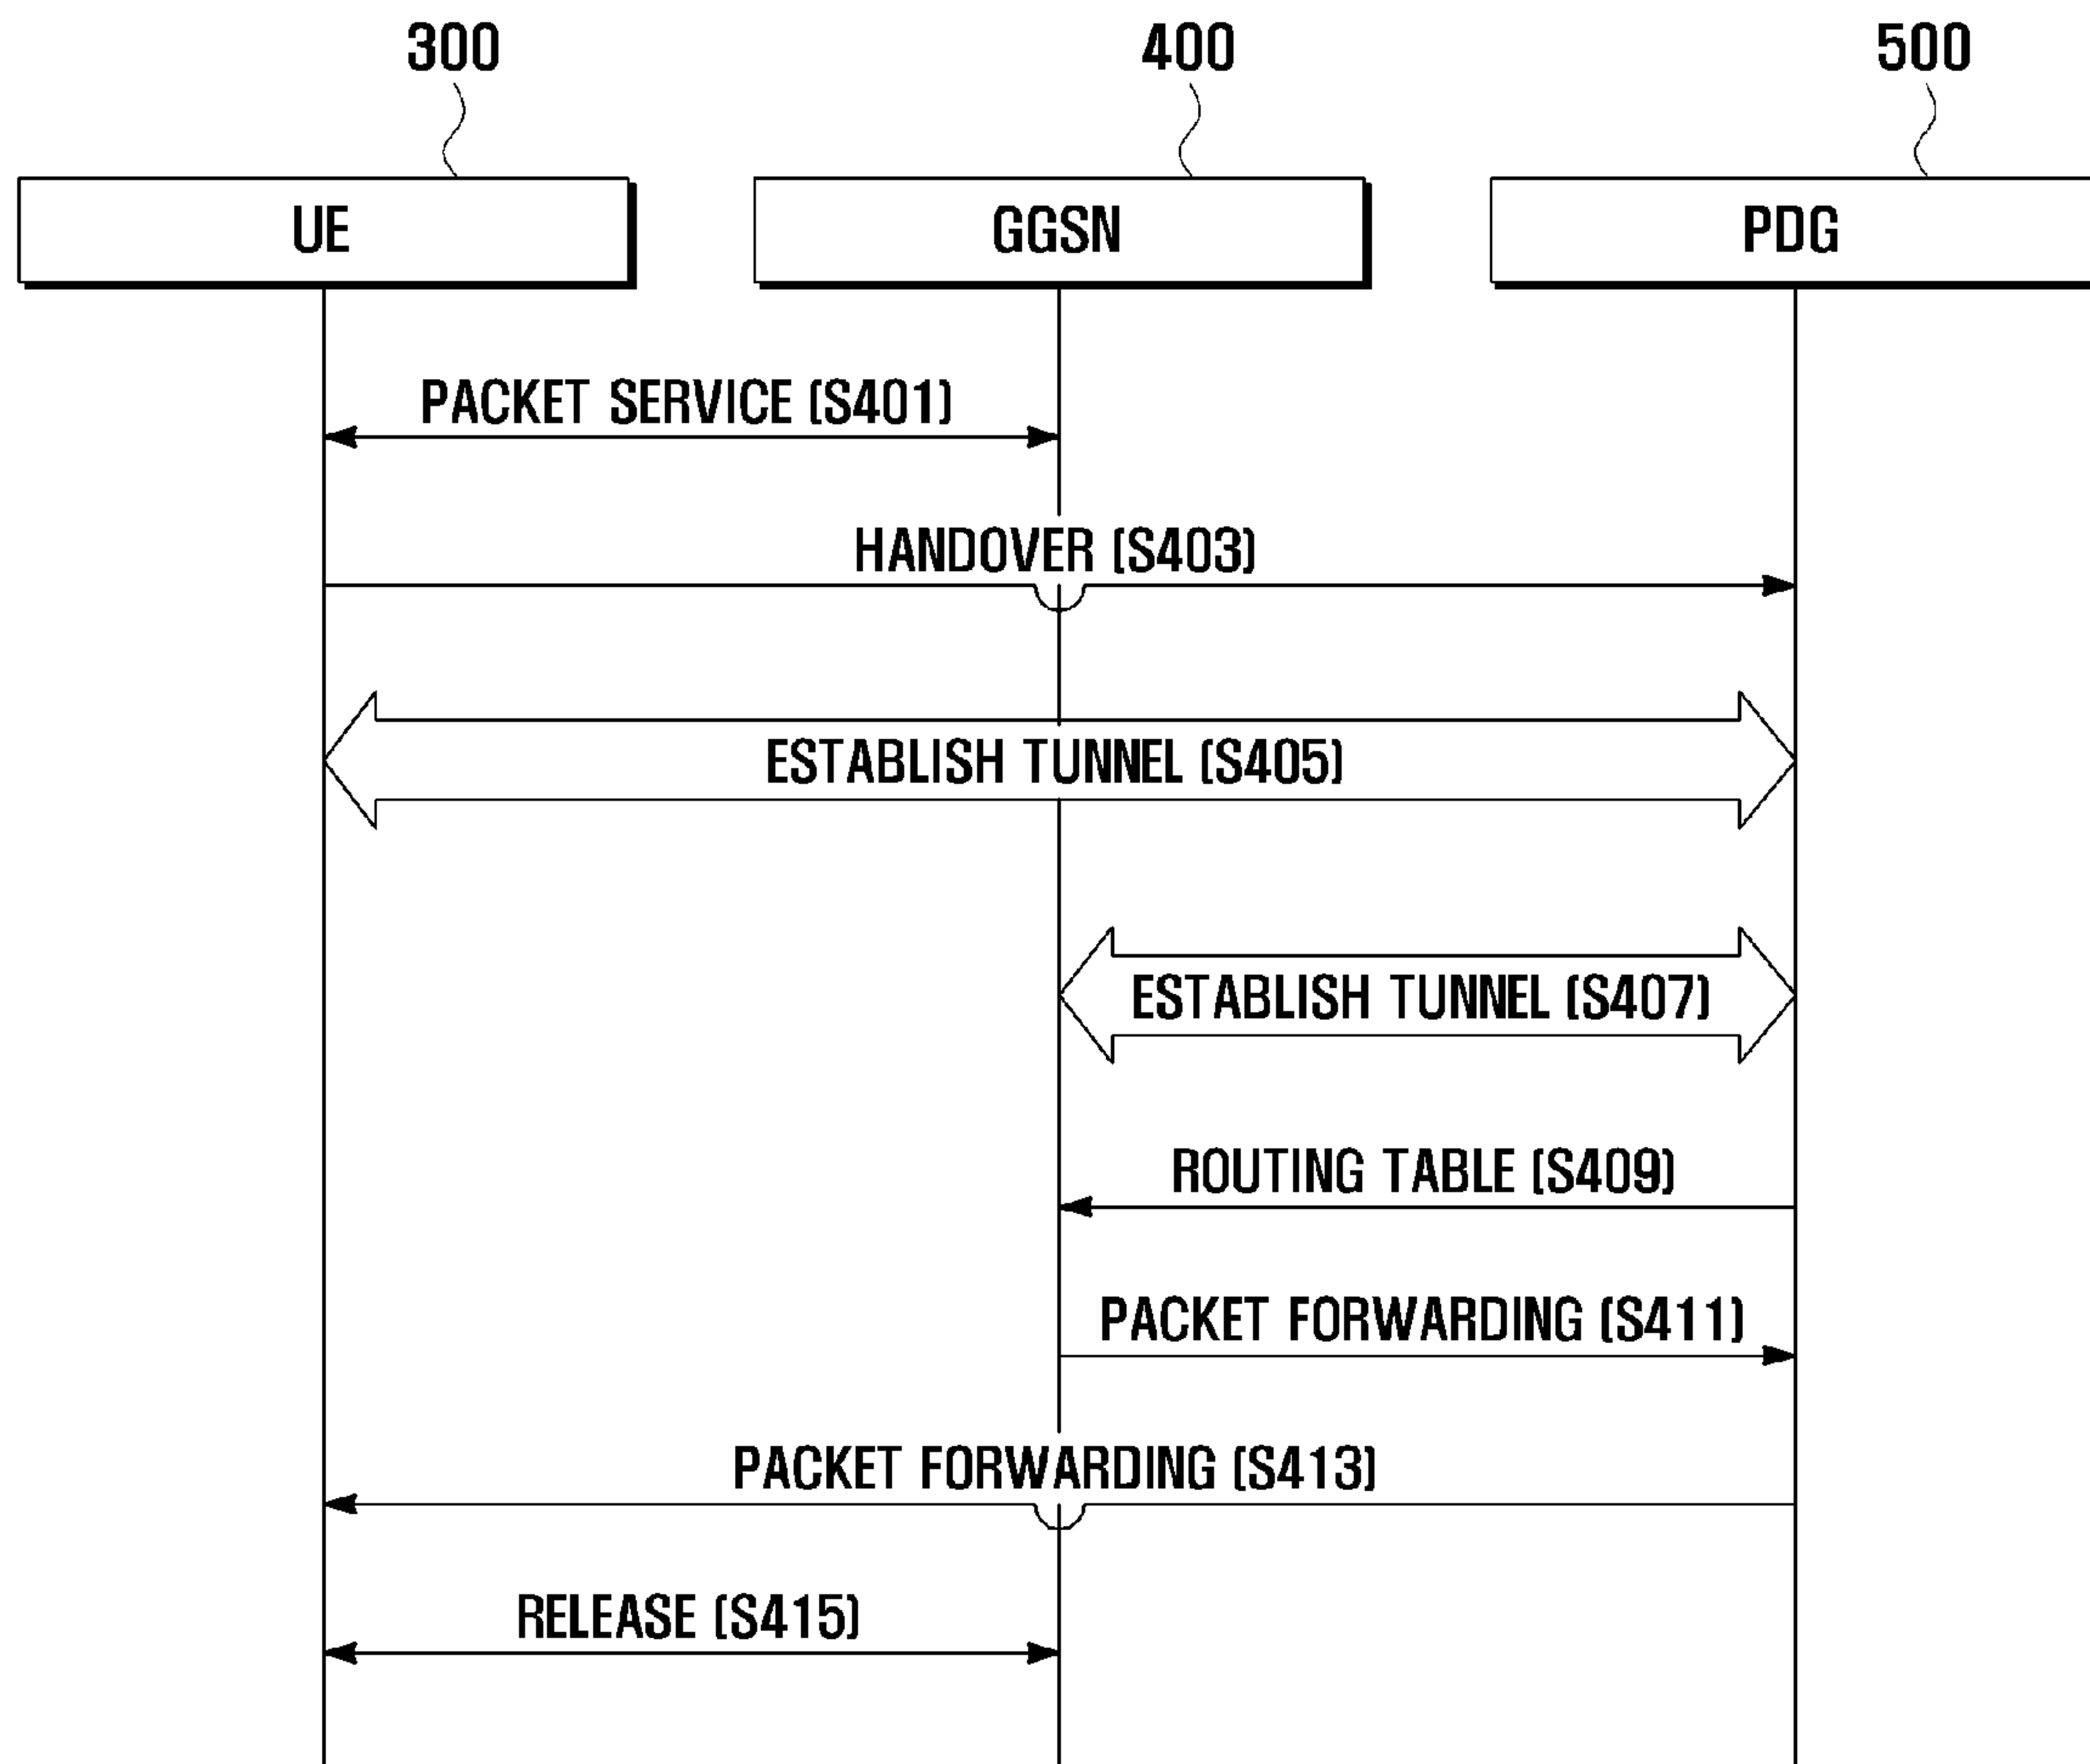 300 400 500
UE GGSN PDG
PACKET SERVICE (S401)
HANDOVER (S403)
ESTABLISH TUNNEL (S405)
ESTABLISH TUNNEL (S407)
ROUTING TABLE (S409)
PACKET FORWARDING (S411)
PACKET FORWARDING (S413)
RELEASE (S415)